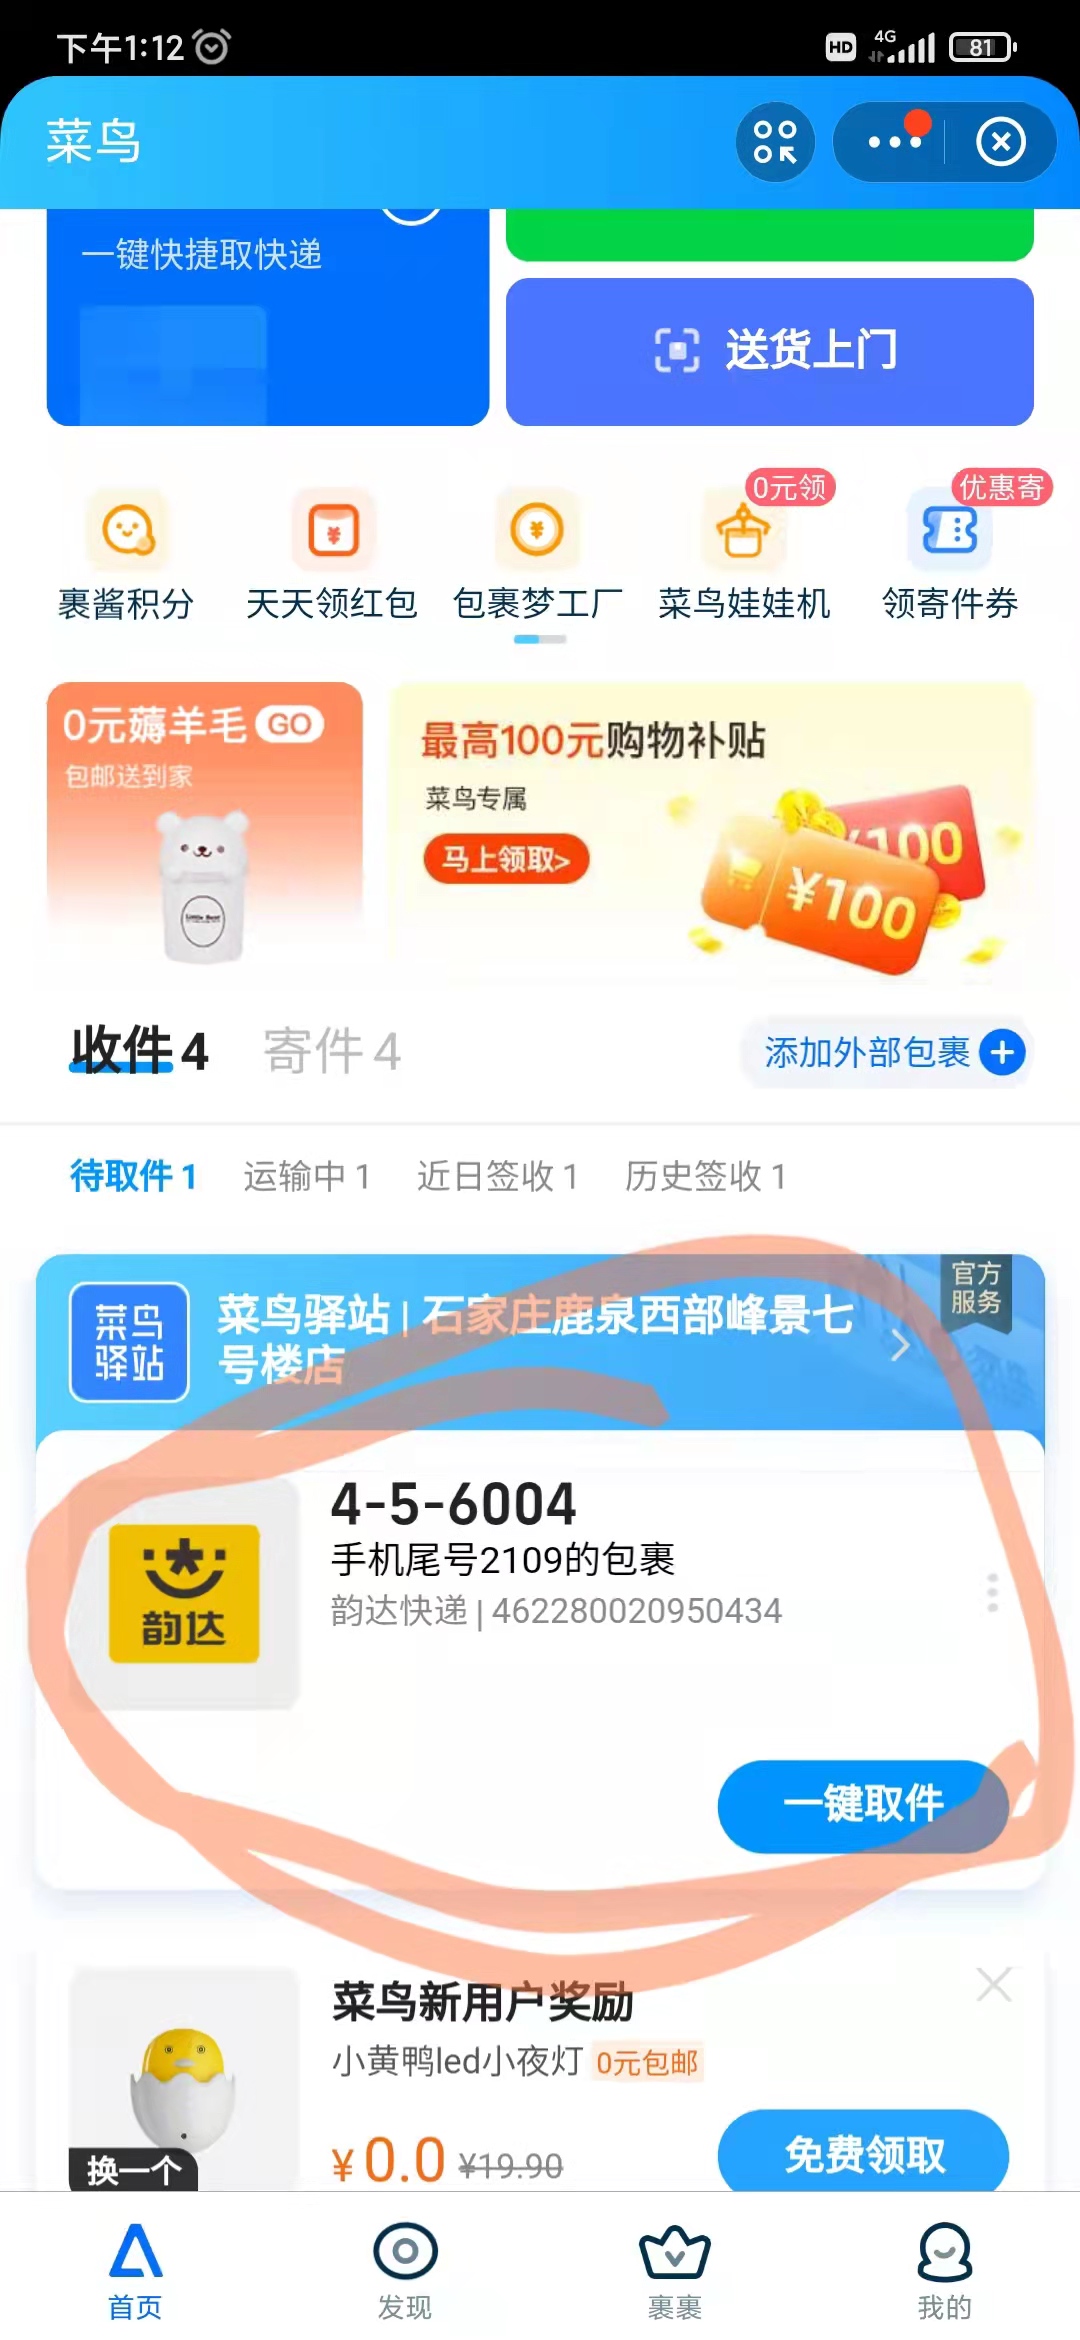 下午1:12
HD
4G
81
菜鸟
一键快捷取快递
送货上门
0元领
优惠寄
裹酱积分
天天领红包
包裹梦工厂
菜鸟娃娃机
领寄件券
0元薅羊毛 GO
包邮送到家
Little Bear
最高100元购物补贴
菜鸟专属
马上领取>
¥100
¥100
收件 4
寄件 4
添加外部包裹
待取件 1
运输中 1
近日签收 1
历史签收 1
菜鸟
驿站
菜鸟驿站 | 石家庄鹿泉西部峰景七
号楼店
官方
服务
4-5-6004
手机尾号2109的包裹
韵达快递 | 462280020950434
韵达
一键取件
菜鸟新用户奖励
小黄鸭led小夜灯 0元包邮
¥ 0.0 ¥19.90
换一个
免费领取
首页
发现
裹裹
我的